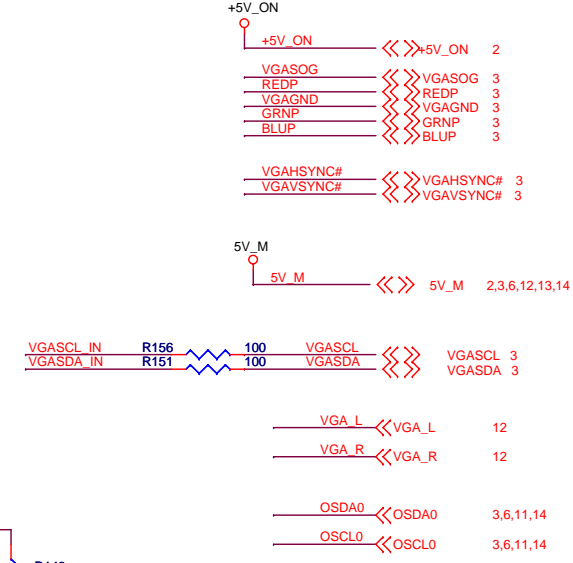 +5V_ON
+5V_ON +5V_ON 2
VGASOG VGASOG 3
REDP REDP 3
VGAGND VGAGND 3
GRNP GRNP 3
BLUP BLUP 3
VGAHSYNC# VGAHSYNC# 3
VGAVSYNC# VGAVSYNC# 3
5V_M
5V_M 5V_M 2,3,6,12,13,14
VGASCL_IN R156 100 VGASCL VGASCL 3
VGASDA_IN R151 100 VGASDA VGASDA 3
VGA_L VGA_L 12
VGA_R VGA_R 12
OSDA0 OSDA0 3,6,11,14
OSCL0 OSCL0 3,6,11,14